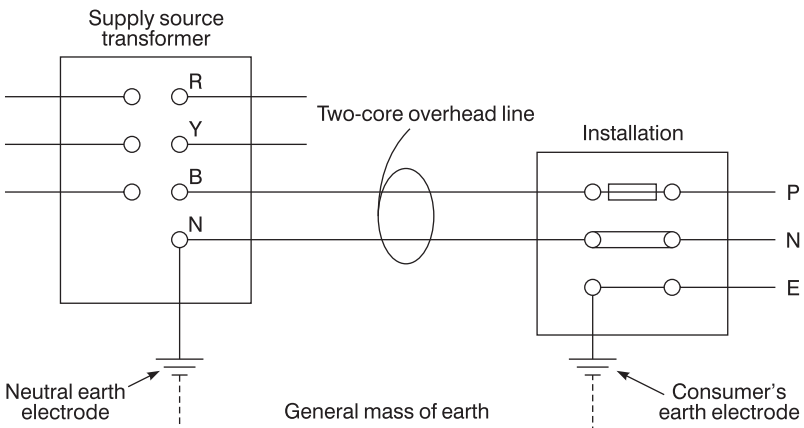 Supply source
transformer
R
Y
Two-core overhead line
Installation
B
P
N
N
E
Neutral earth
electrode
General mass of earth
Consumer's
earth electrode